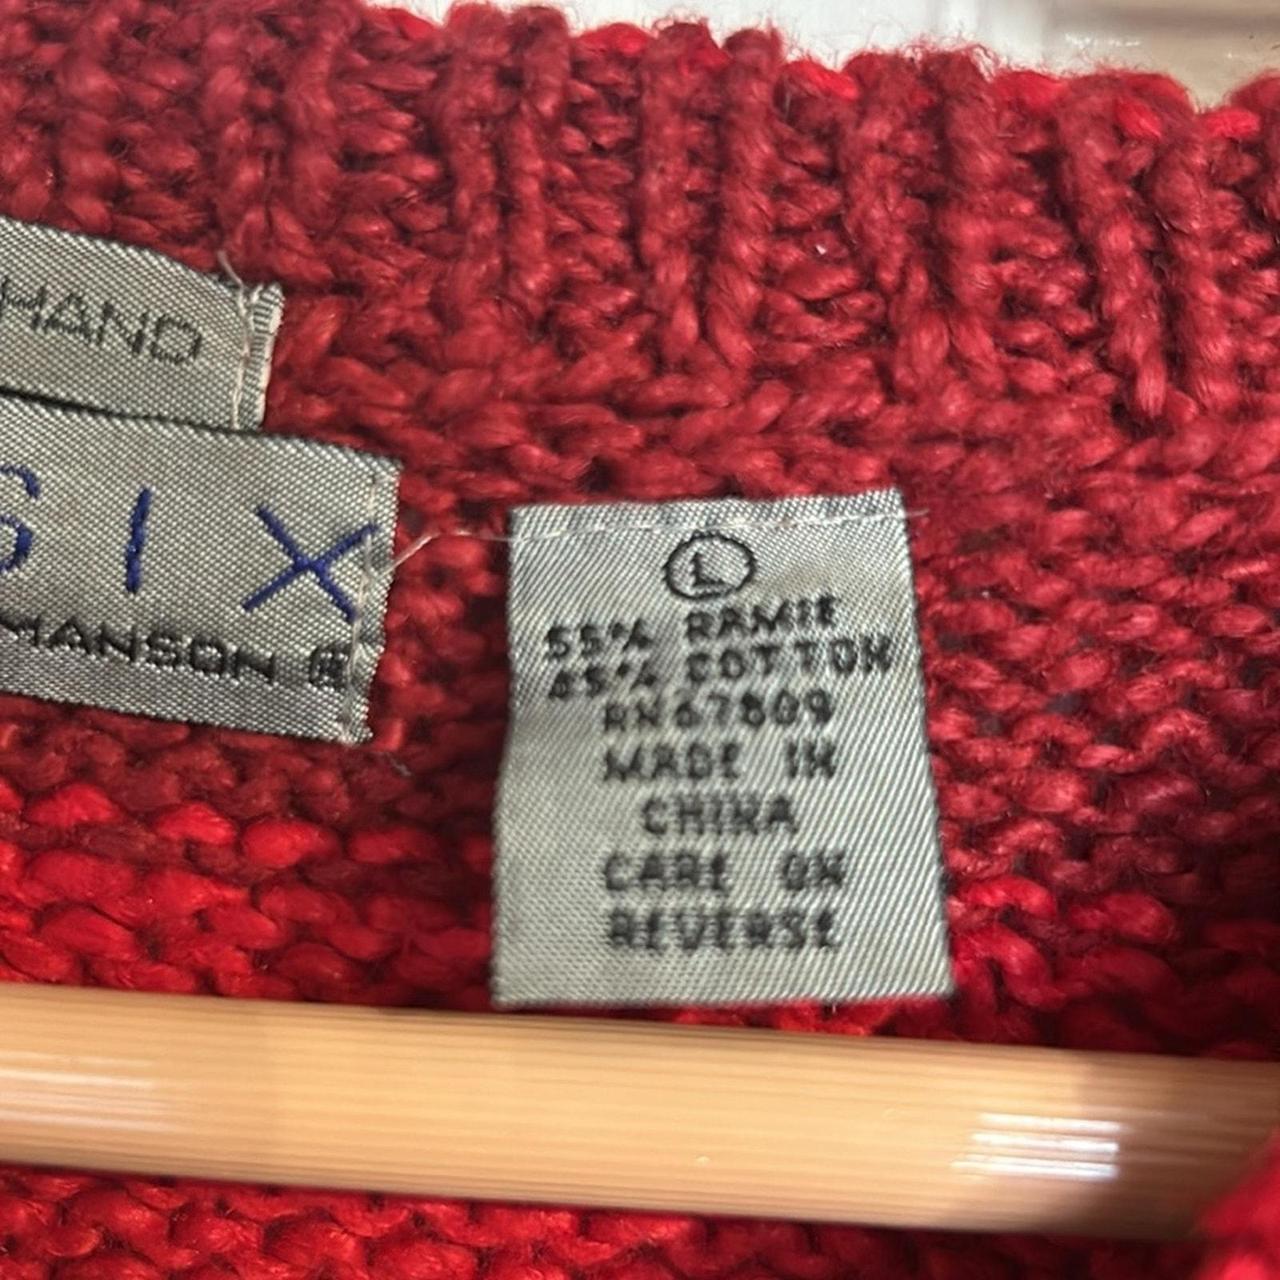 HAND
SIX
MANSON ®
L
55% RAMIE
45% COTTON
RN67809
MADE IN
CHINA
CARE ON
REVERSE